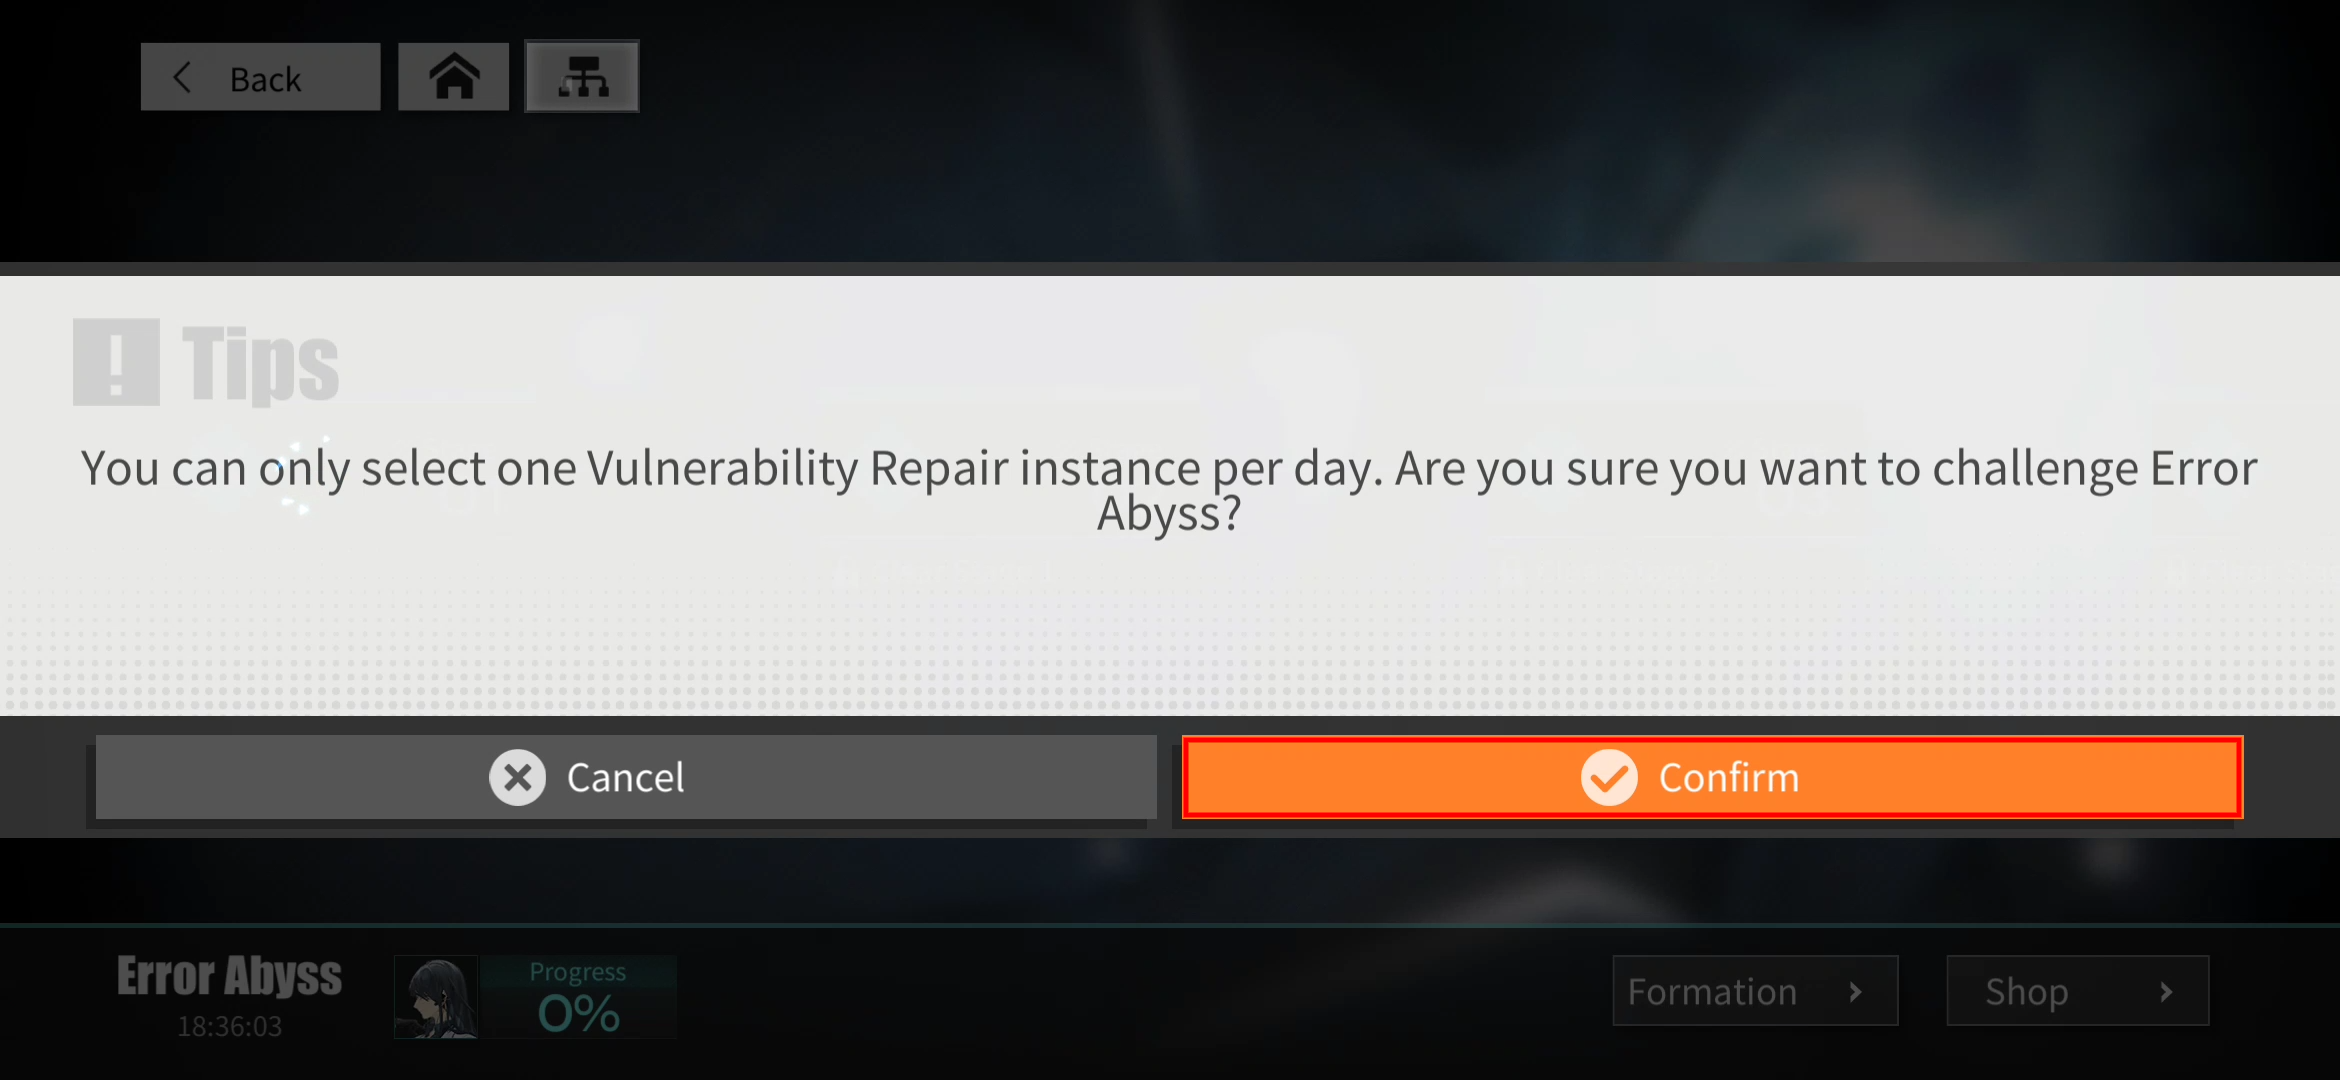 Back
Tips
You can only select one Vulnerability Repair instance per day. Are you sure you want to challenge Error
Abyss?
Cancel
Confirm
Error Abyss
18:36:03
Progress
0%
Formation
Shop